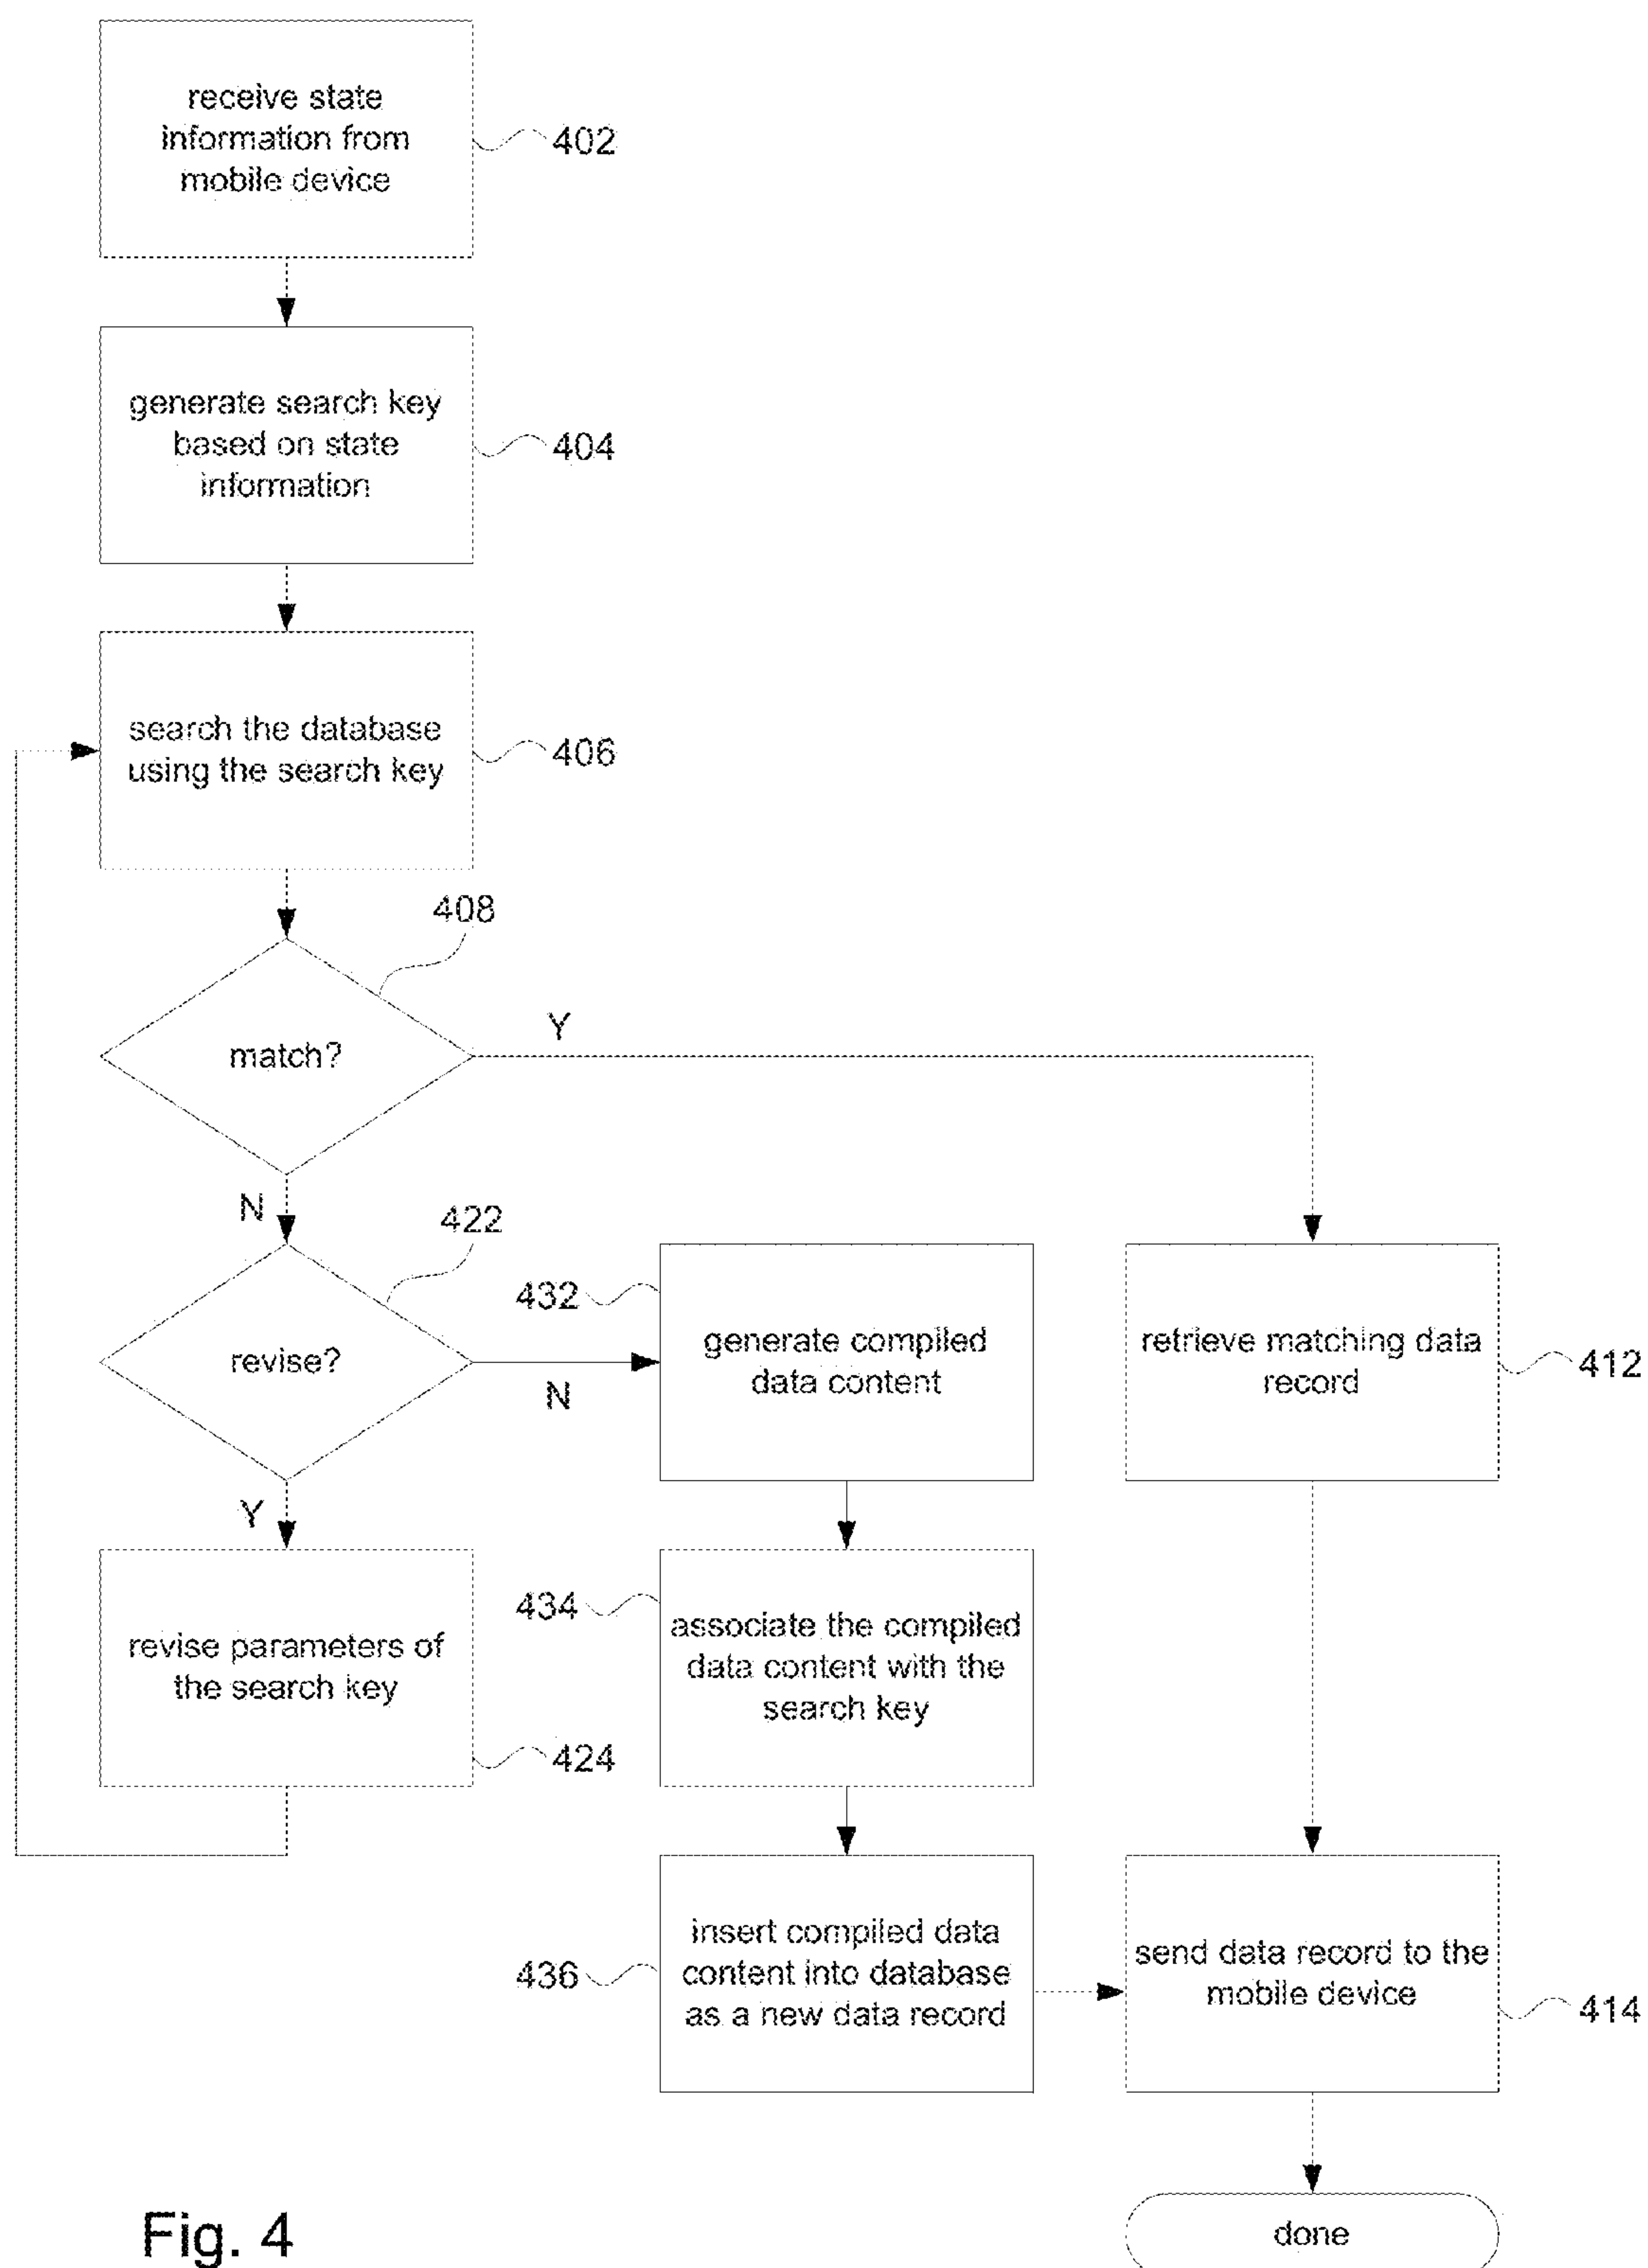 receive state
information from
mobile device
402
generate search key
based on state
information
404
search the database
using the search key
406
408
match?
Y
N
422
revise?
N
432
generate compiled
data content
retrieve matching data
record
412
Y
revise parameters of
the search key
424
434
associate the compiled
data content with the
search key
436
insert compiled data
content into database
as a new data record
send data record to the
mobile device
414
done
Fig. 4